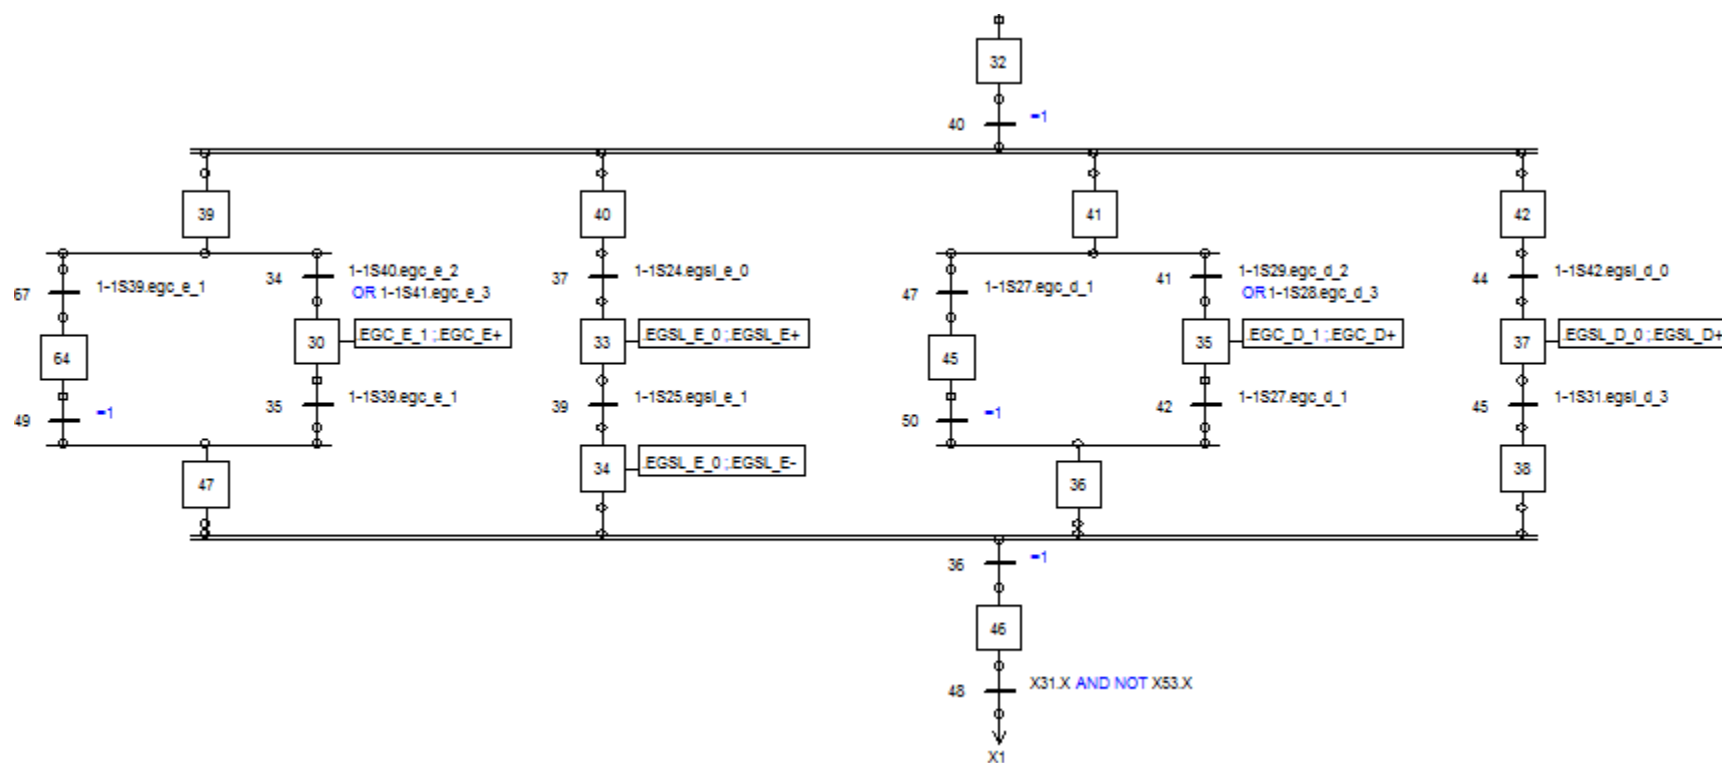 32
40 =1
39
40
41
42
67 1-1S39.egc_e_1
34 1-1S40.egc_e_2
OR 1-1S41.egc_e_3
37 1-1S24.egsl_e_0
47 1-1S27.egc_d_1
41 1-1S29.egc_d_2
OR 1-1S28.egc_d_3
44 1-1S42.egsl_d_0
64
30 .EGC_E_1 ;.EGC_E+
33 .EGSL_E_0 ;.EGSL_E+
45
35 .EGC_D_1 ;.EGC_D+
37 .EGSL_D_0 ;.EGSL_D+
49 =1
35 1-1S39.egc_e_1
39 1-1S25.egsl_e_1
50 =1
42 1-1S27.egc_d_1
45 1-1S31.egsl_d_3
47
34 .EGSL_E_0 ;.EGSL_E-
36
38
36 =1
46
48 X31.X AND NOT X53.X
X1